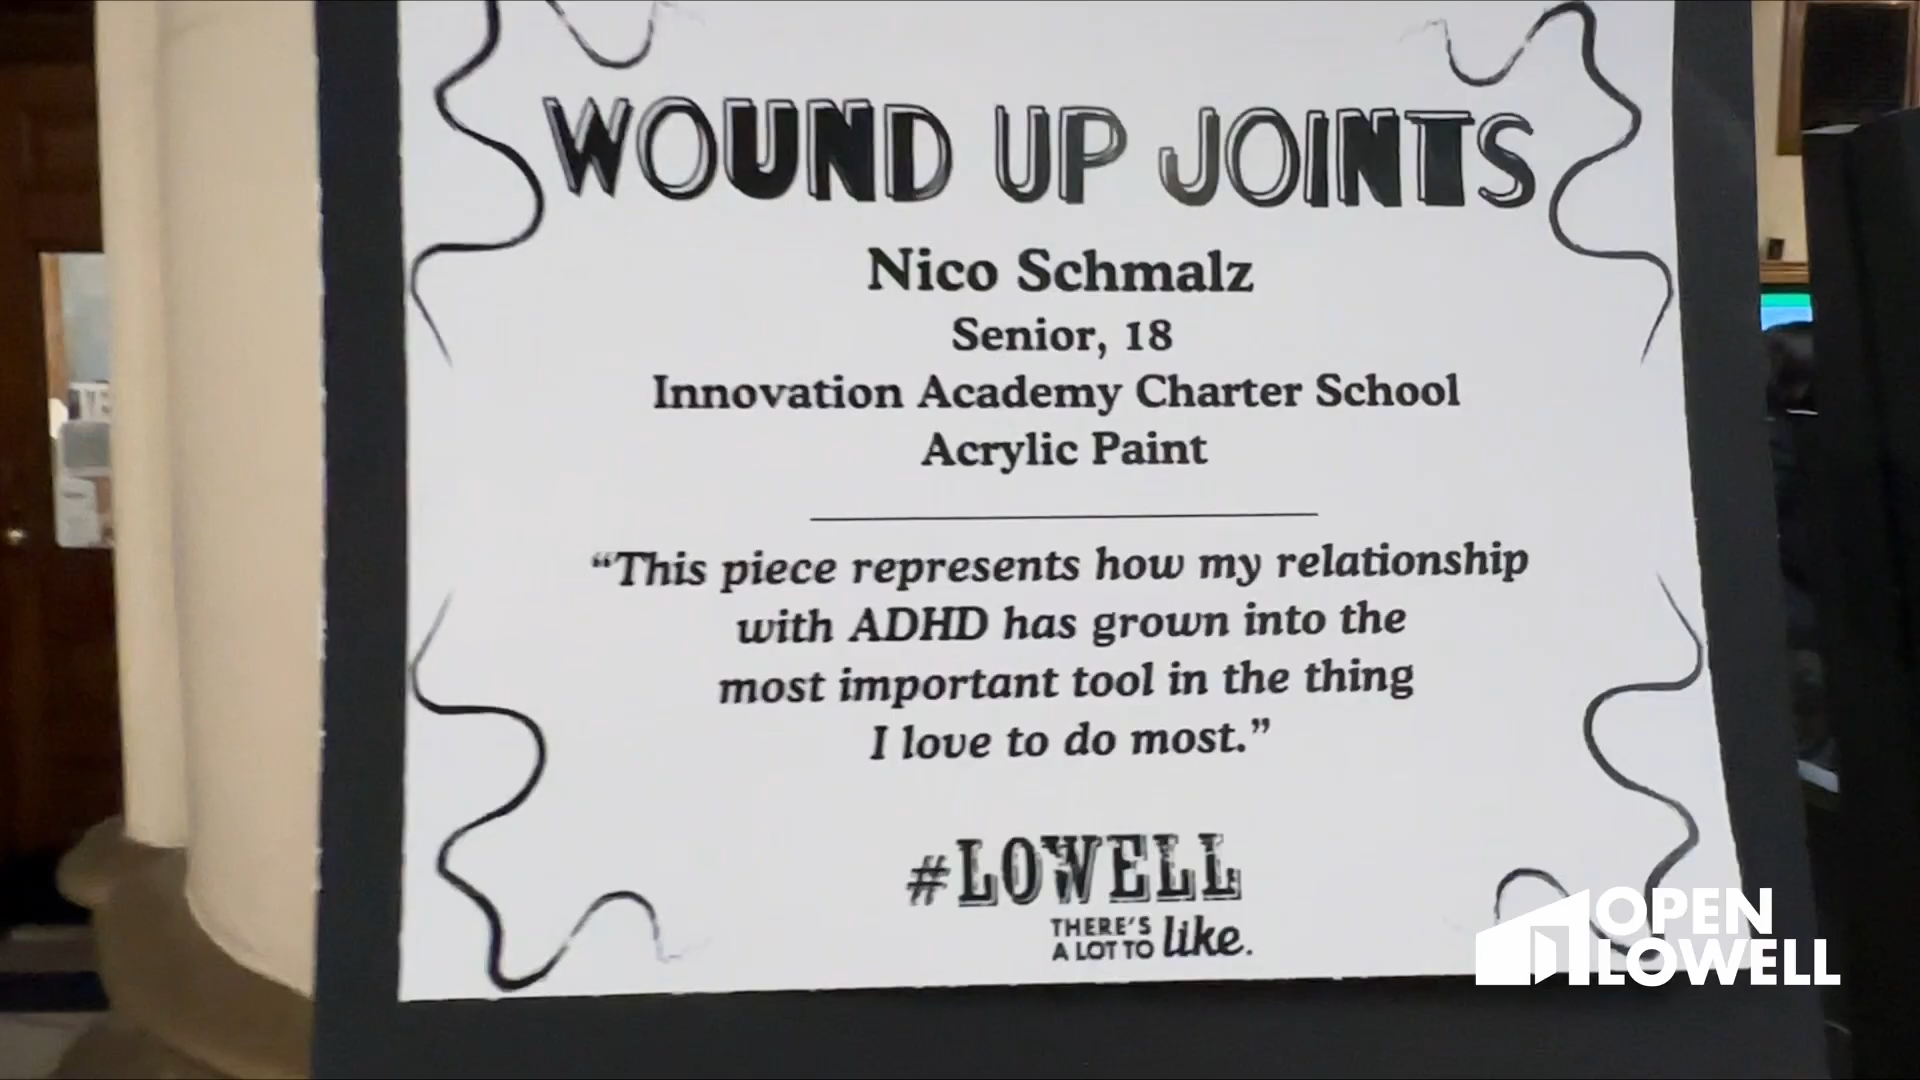 WOUND UP JOINTS
Nico Schmalz
Senior, 18
Innovation Academy Charter School
Acrylic Paint
“This piece represents how my relationship
with ADHD has grown into the
most important tool in the thing
I love to do most.”
#LOWELL
THERE'S
A LOT TO like.
OPEN
LOWELL